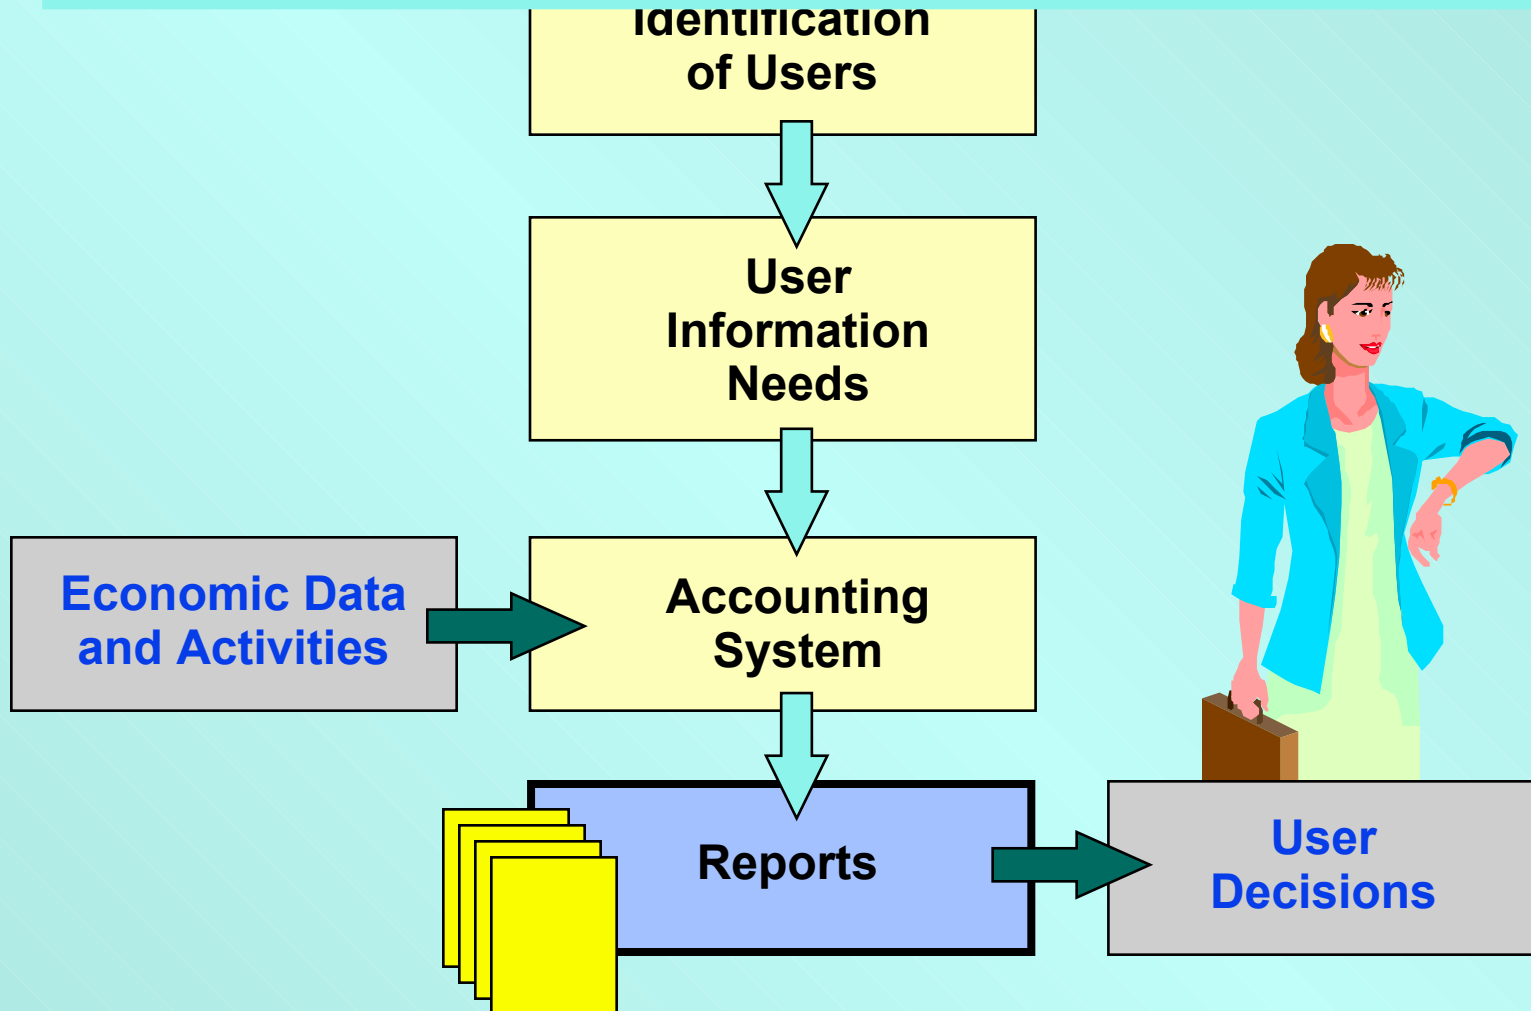 Identification
of Users
User
Information
Needs
Economic Data
and Activities
Accounting
System
Reports
User
Decisions